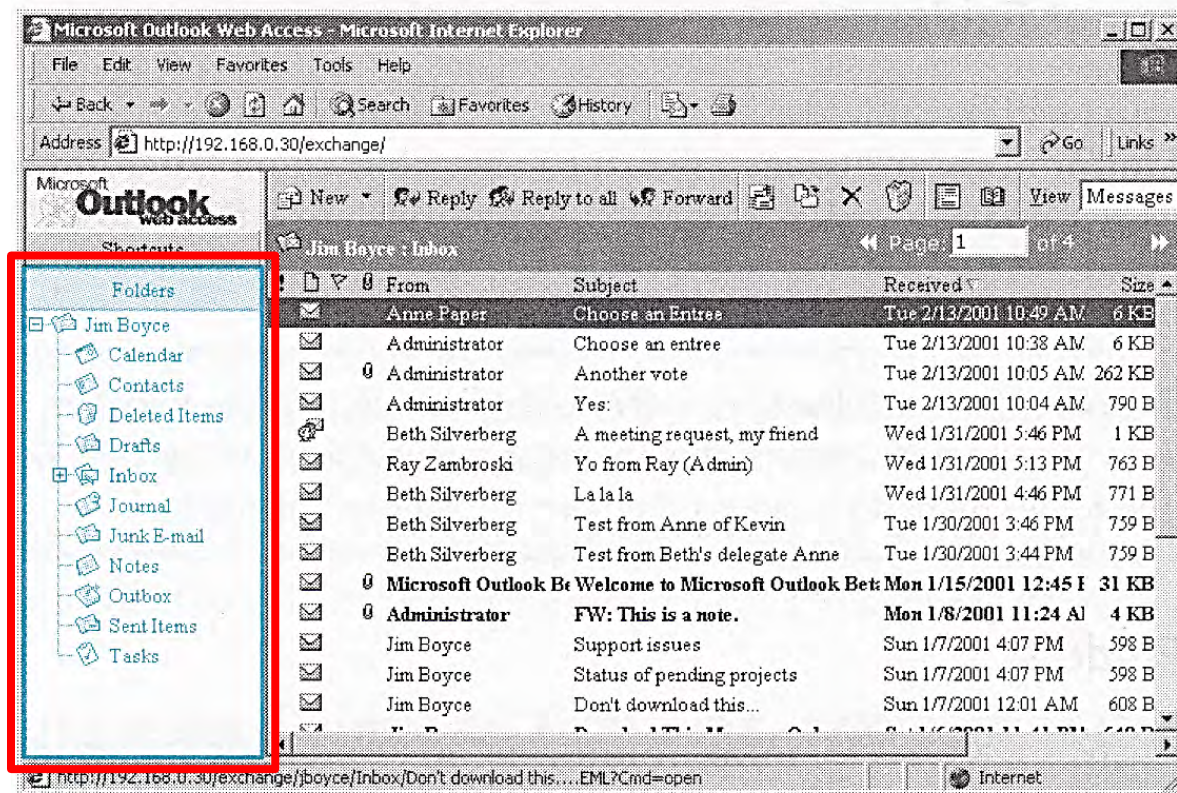 Microsoft Outlook Web Access - Microsoft Internet Explorer
File Edit View Favorites Tools Help
Back Search Favorites History
Address http://192.168.0.30/exchange/ Go Links »
Microsoft
Outlook
web access
New Reply Reply to all Forward View Messages
Shortcuts
Jim Boyce : Inbox Page: 1 of 4
Folders
Jim Boyce
Calendar
Contacts
Deleted Items
Drafts
Inbox
Journal
Junk E-mail
Notes
Outbox
Sent Items
Tasks
! From Subject Received Size
Anne Paper Choose an Entree Tue 2/13/2001 10:49 AM 6 KB
Administrator Choose an entree Tue 2/13/2001 10:38 AM 6 KB
Administrator Another vote Tue 2/13/2001 10:05 AM 262 KB
Administrator Yes: Tue 2/13/2001 10:04 AM 790 B
Beth Silverberg A meeting request, my friend Wed 1/31/2001 5:46 PM 1 KB
Ray Zambroski Yo from Ray (Admin) Wed 1/31/2001 5:13 PM 763 B
Beth Silverberg La la la Wed 1/31/2001 4:46 PM 771 B
Beth Silverberg Test from Anne of Kevin Tue 1/30/2001 3:46 PM 759 B
Beth Silverberg Test from Beth's delegate Anne Tue 1/30/2001 3:44 PM 759 B
Microsoft Outlook Be Welcome to Microsoft Outlook Beta Mon 1/15/2001 12:45 31 KB
Administrator FW: This is a note. Mon 1/8/2001 11:24 4 KB
Jim Boyce Support issues Sun 1/7/2001 4:07 PM 598 B
Jim Boyce Status of pending projects Sun 1/7/2001 4:07 PM 598 B
Jim Boyce Don't download this... Sun 1/7/2001 12:01 AM 608 B
http://192.168.0.30/exchange/jboyce/Inbox/Don't download this....EML?Cmd=open Internet